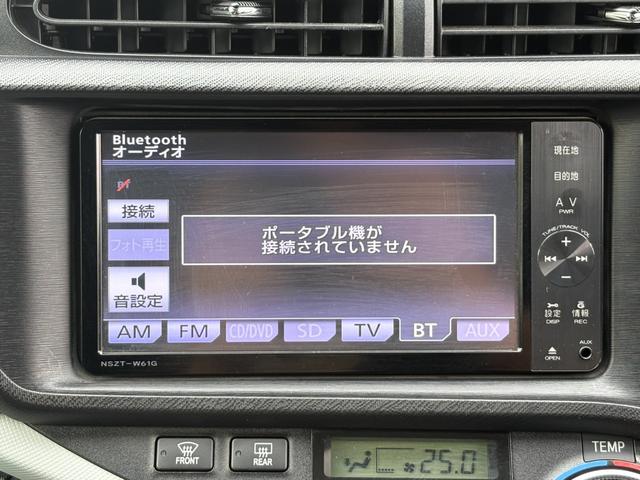 Bluetooth
オーディオ
BT
接続
フォト再生
音設定
ポータブル機が
接続されていません
AM FM CD/DVD SD TV BT AUX
NSZT-W61G
現在地
目的地
AV
PWR
TUNE/TRACK VOL
+
−
設定 情報
DISP REC
OPEN
AUX
FRONT REAR
25.0
TEMP